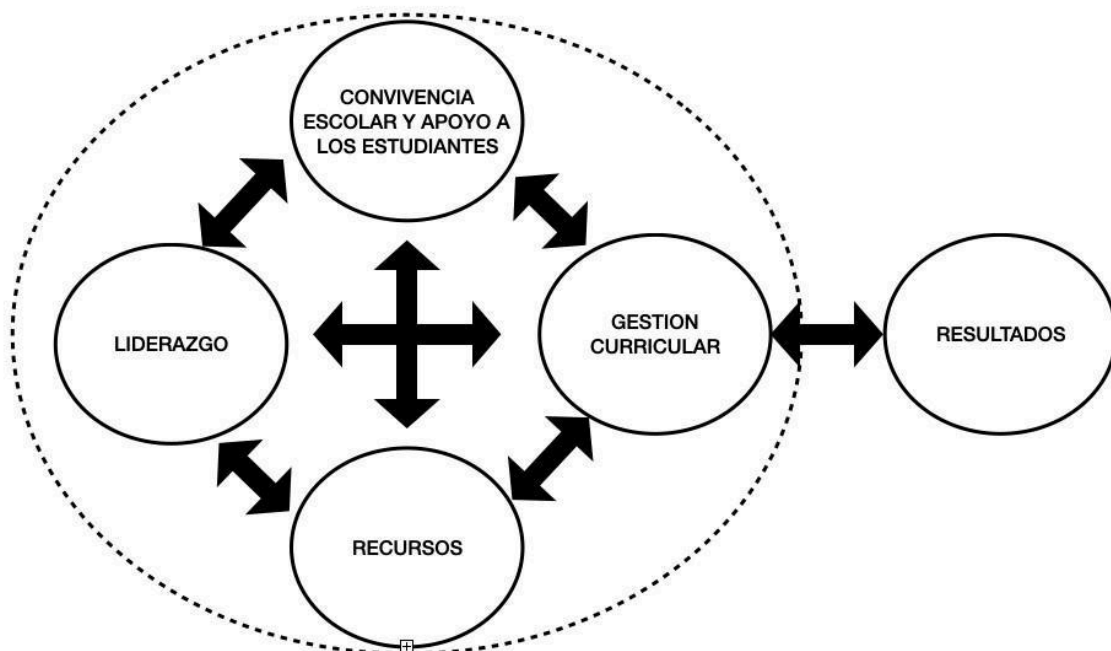 CONVIVENCIA
ESCOLAR Y APOYO A
LOS ESTUDIANTES
LIDERAZGO
GESTION
CURRICULAR
RESULTADOS
RECURSOS